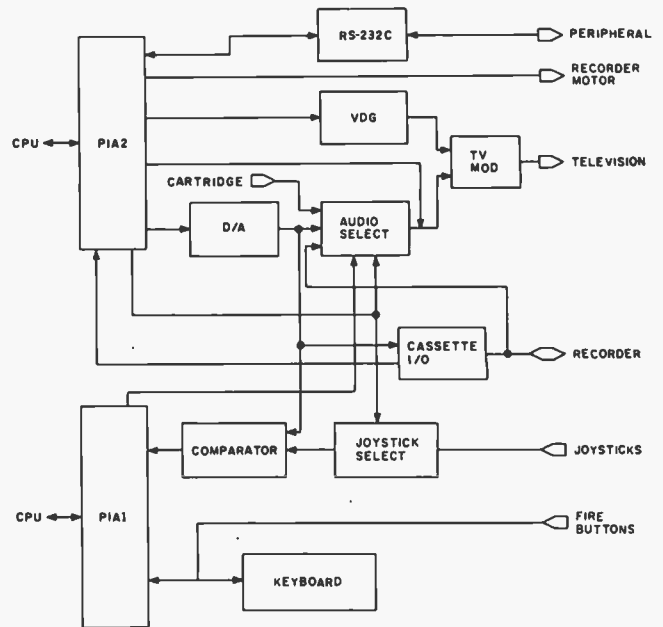 RS-232C
PERIPHERAL
RECORDER
MOTOR
CPU
PIA2
VDG
TV
MOD
TELEVISION
CARTRIDGE
D/A
AUDIO
SELECT
CASSETTE
I/O
RECORDER
COMPARATOR
JOYSTICK
SELECT
JOYSTICKS
CPU
PIA1
FIRE
BUTTONS
KEYBOARD